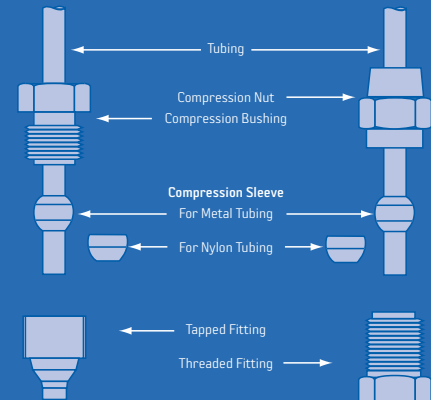 Tubing
Compression Nut
Compression Bushing
Compression Sleeve
For Metal Tubing
For Nylon Tubing
Tapped Fitting
Threaded Fitting